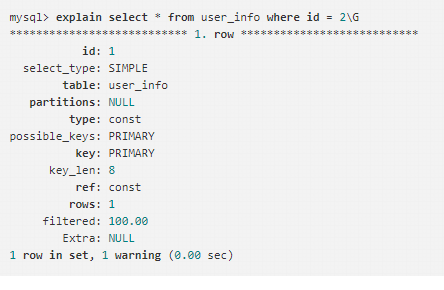 mysql> explain select * from user_info where id = 2\G
*************************** 1. row ***************************
id: 1
select_type: SIMPLE
table: user_info
partitions: NULL
type: const
possible_keys: PRIMARY
key: PRIMARY
key_len: 8
ref: const
rows: 1
filtered: 100.00
Extra: NULL
1 row in set, 1 warning (0.00 sec)